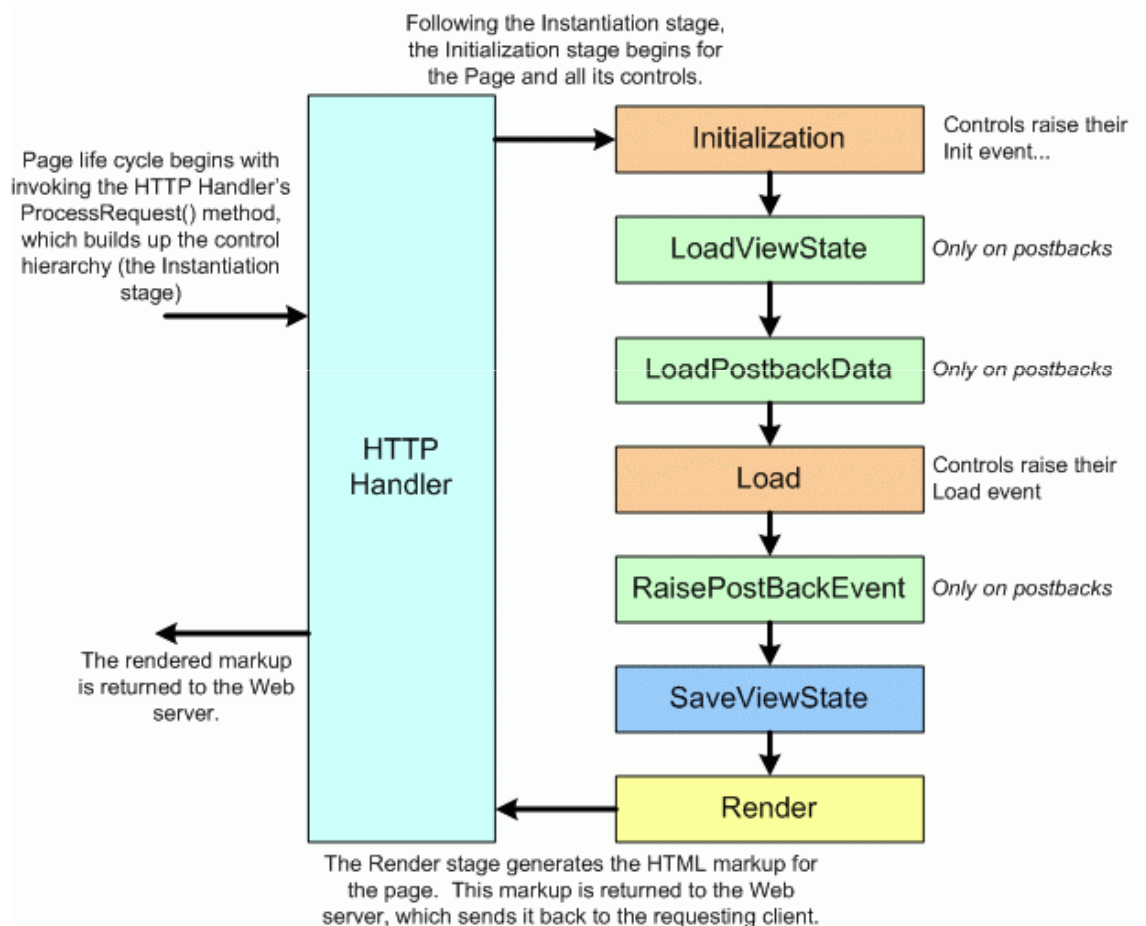 Following the Instantiation stage,
the Initialization stage begins for
the Page and all its controls.
Page life cycle begins with
invoking the HTTP Handler's
ProcessRequest() method,
which builds up the control
hierarchy (the Instantiation
stage)
HTTP
Handler
The rendered markup
is returned to the Web
server.
Initialization
Controls raise their
Init event...
LoadViewState
Only on postbacks
LoadPostbackData
Only on postbacks
Load
Controls raise their
Load event
RaisePostBackEvent
Only on postbacks
SaveViewState
Render
The Render stage generates the HTML markup for
the page. This markup is returned to the Web
server, which sends it back to the requesting client.